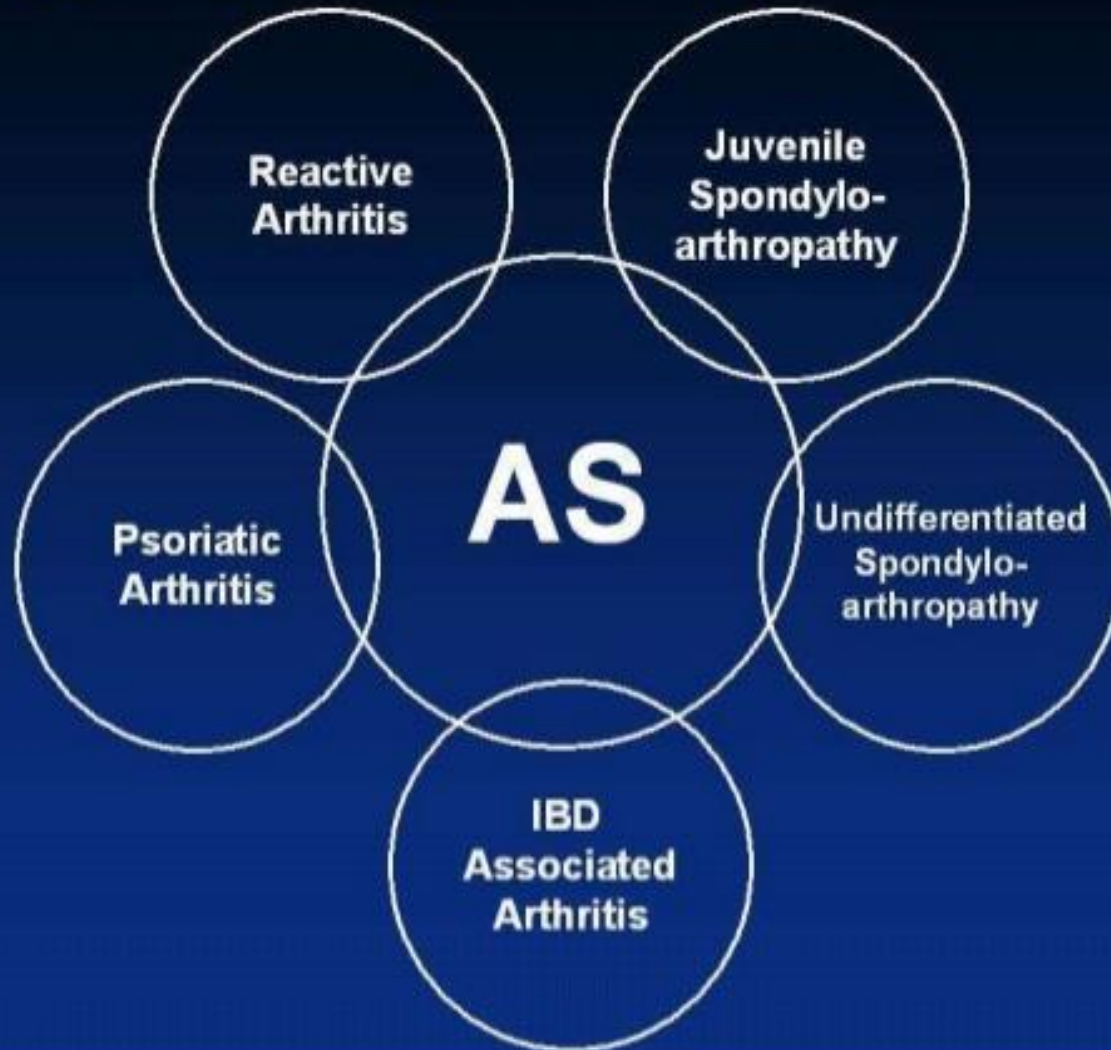 Reactive
Arthritis
Juvenile
Spondylo-
arthropathy
AS
Psoriatic
Arthritis
Undifferentiated
Spondylo-
arthropathy
IBD
Associated
Arthritis